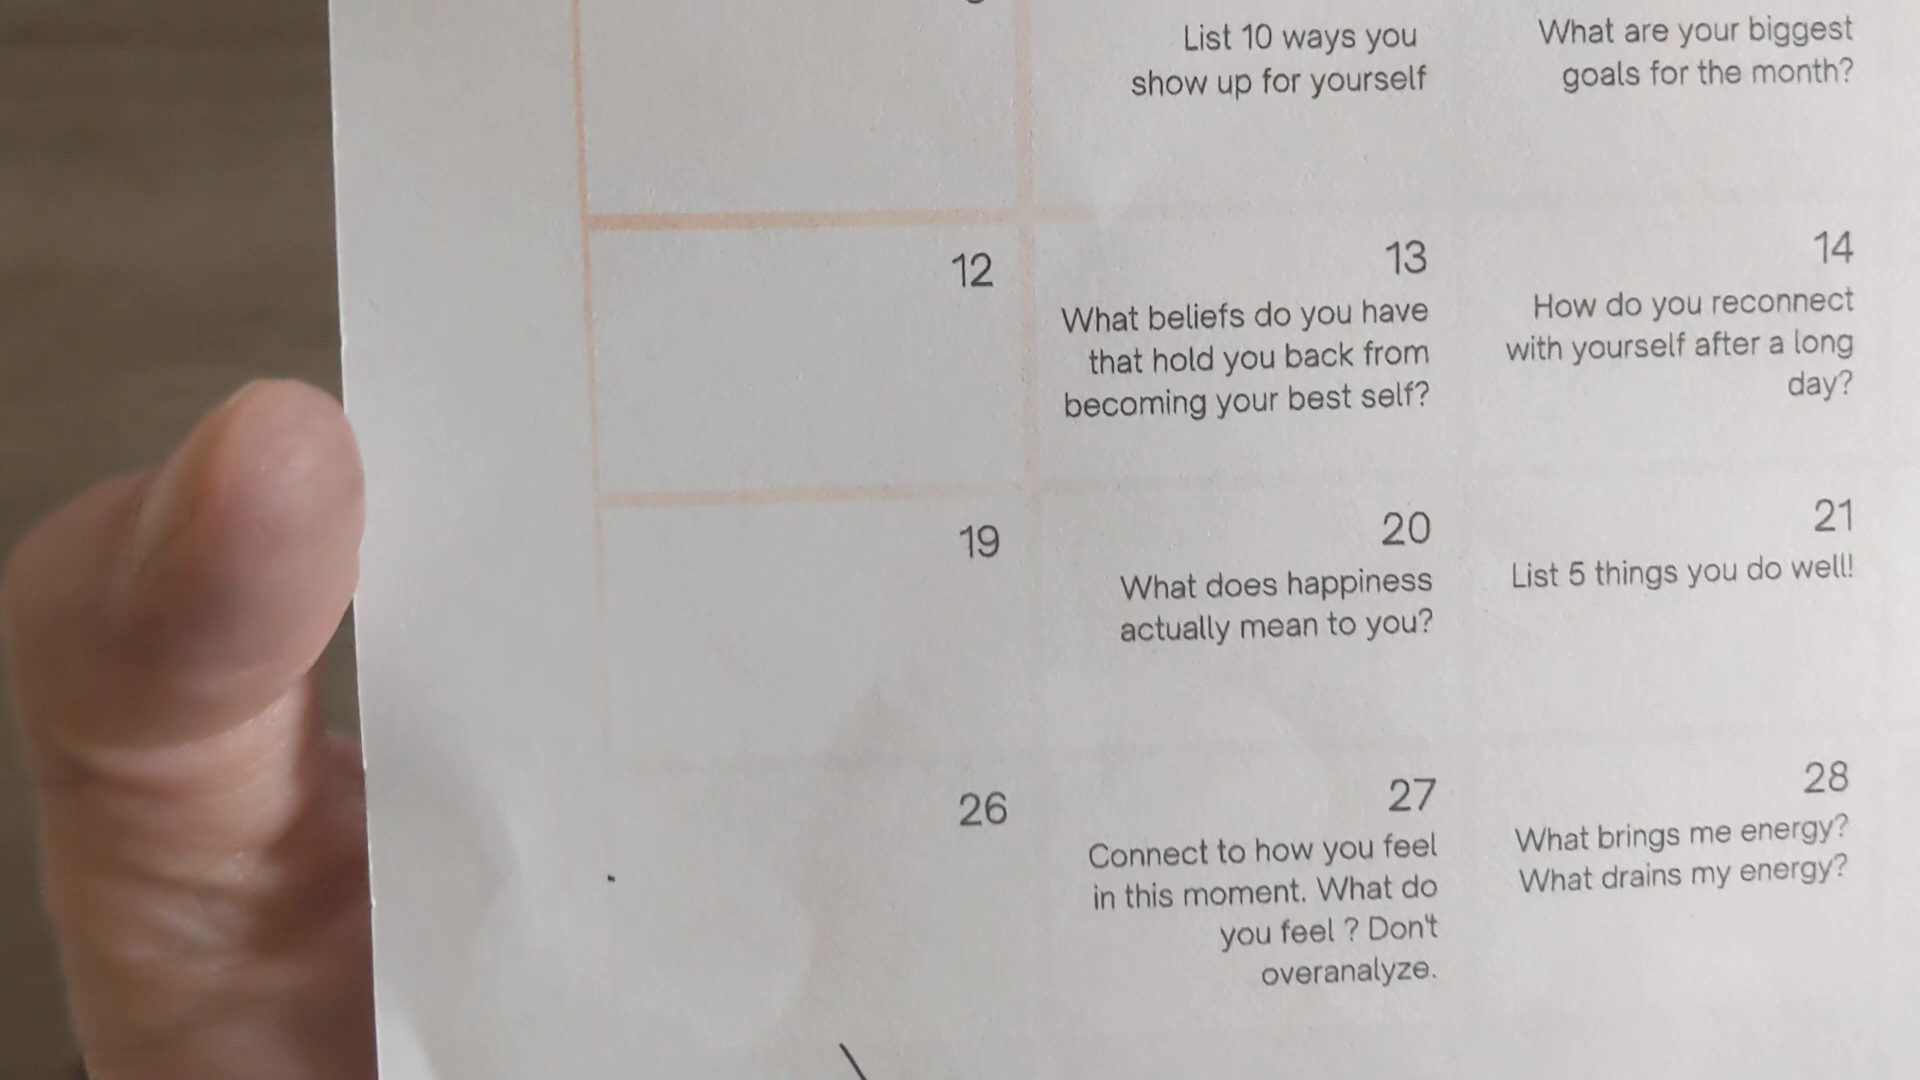 List 10 ways you
show up for yourself
What are your biggest
goals for the month?
12
13
What beliefs do you have
that hold you back from
becoming your best self?
14
How do you reconnect
with yourself after a long
day?
19
20
What does happiness
actually mean to you?
21
List 5 things you do well!
26
27
Connect to how you feel
in this moment. What do
you feel ? Don't
overanalyze.
28
What brings me energy?
What drains my energy?